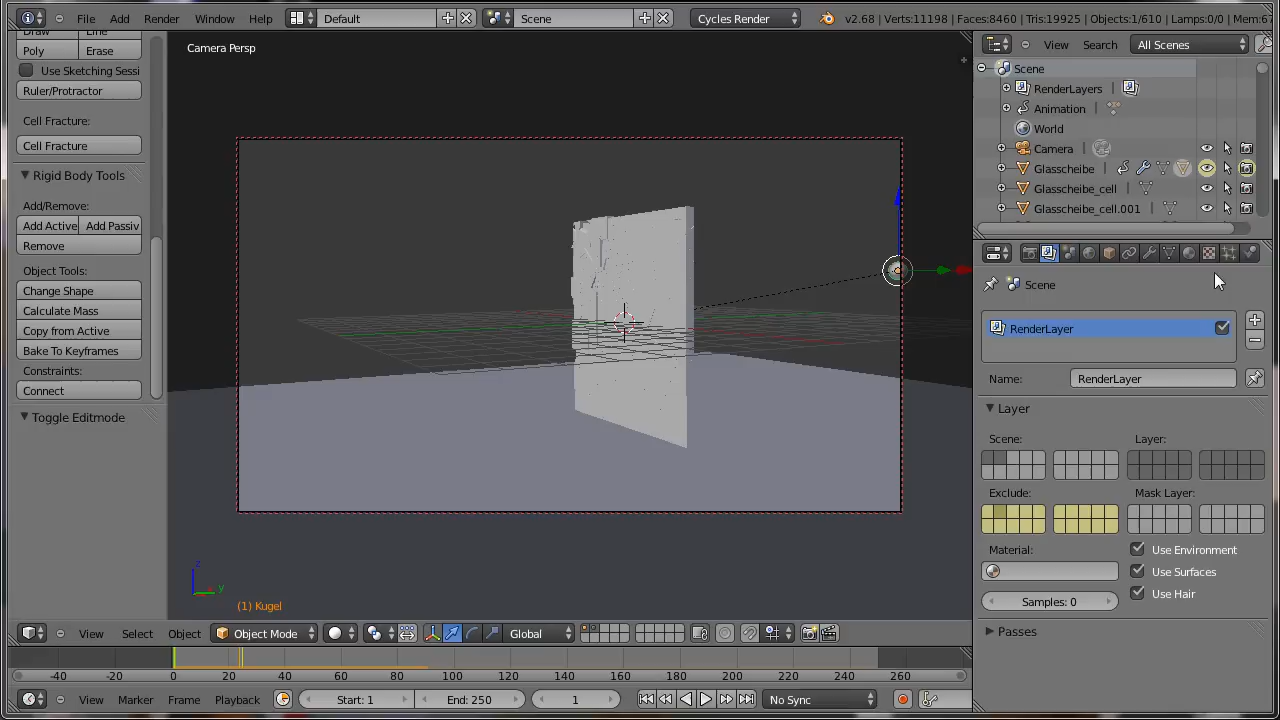 File Add Render Window Help Default Scene Cycles Render v2.68 | Verts:11198 | Faces:8460 | Tris:19925 | Objects:1/610 | Lamps:0/0 | Mem:67
Draw Line
Poly Erase
Use Sketching Sessi
Ruler/Protractor
Cell Fracture:
Cell Fracture
Rigid Body Tools
Add/Remove:
Add Active Add Passiv
Remove
Object Tools:
Change Shape
Calculate Mass
Copy from Active
Bake To Keyframes
Constraints:
Connect
Toggle Editmode
Camera Persp
z
y
(1) Kugel
View Select Object Object Mode Global
-40 -20 0 20 40 60 80 100 120 140 160 180 200 220 240 260
View Marker Frame Playback Start: 1 End: 250 1 No Sync
View Search All Scenes
Scene
RenderLayers |
Animation
World
Camera
Glasscheibe
Glasscheibe_cell
Glasscheibe_cell.001
Scene
RenderLayer
Name: RenderLayer
Layer
Scene: Layer:
Exclude: Mask Layer:
Material: Use Environment
Use Surfaces
Samples: 0 Use Hair
Passes